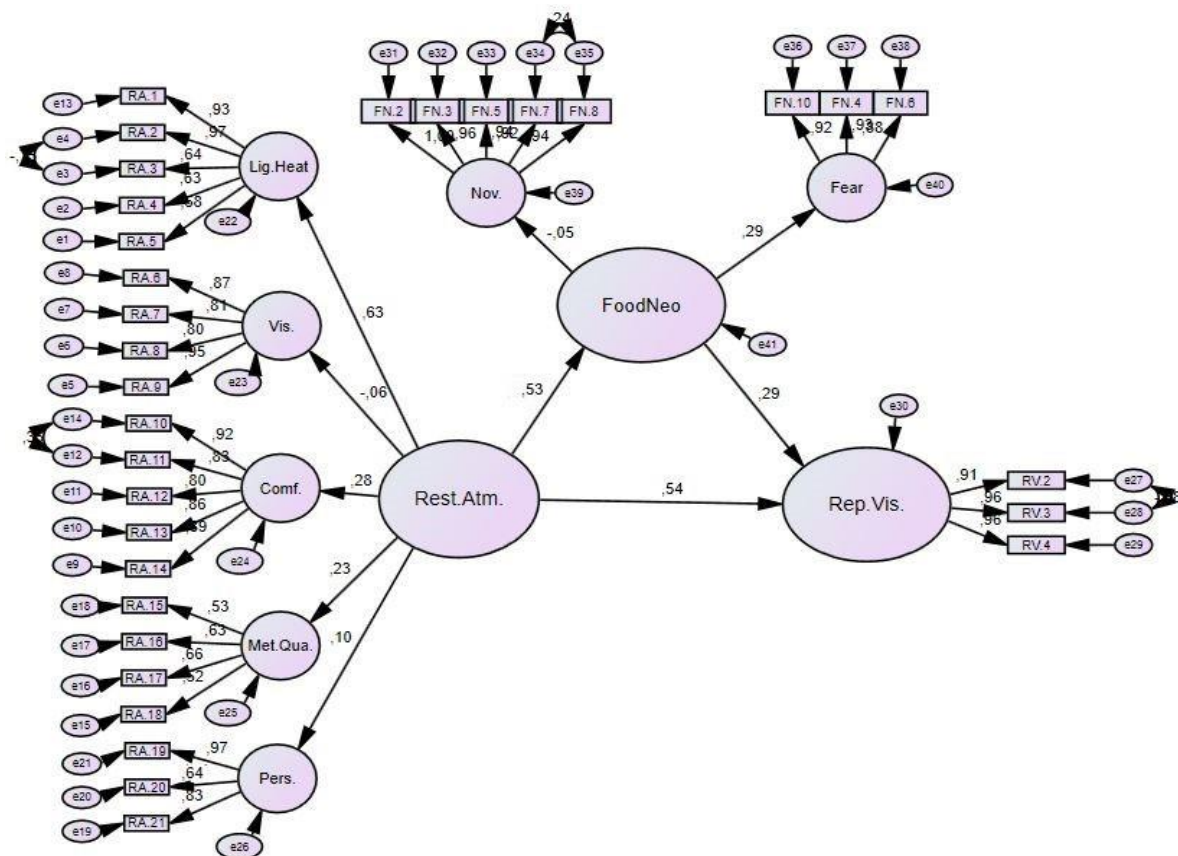 ,24
e31 e32 e33 e34 e35
FN.2 FN.3 FN.5 FN.7 FN.8
1,00 ,96 ,94 ,92 ,94
Nov. e39
-,05
e36 e37 e38
FN.10 FN.4 FN.6
,92 ,93 ,88
Fear e40
,29
FoodNeo
e41
,53
,29
e30
Rep.Vis.
,91 RV.2 e27
,96 RV.3 e28
,96 RV.4 e29
,54
Rest.Atm.
,63
-,06
,28
,23
,10
e13 RA.1 ,93
e4 RA.2 ,97
e3 RA.3 ,64
e2 RA.4 ,63
e1 RA.5
Lig.Heat
e22
e8 RA.6 ,87
e7 RA.7 ,81
e6 RA.8 ,80
e5 RA.9 ,95
Vis.
e23
e14 RA.10 ,92
e12 RA.11 ,83
e11 RA.12 ,80
e10 RA.13 ,86
e9 RA.14
Comf.
e24
e18 RA.15 ,53
e17 RA.16 ,63
e16 RA.17 ,66
e15 RA.18
Met.Qua.
e25
e21 RA.19 ,97
e20 RA.20 ,64
e19 RA.21 ,83
Pers.
e26